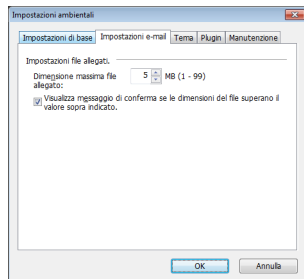 Impostazioni ambientali
Impostazioni di base Impostazioni e-mail Tema Plugin Manutenzione
Impostazioni file allegati.
Dimensione massima file
allegato:
5 MB (1 - 99)
Visualizza messaggio di conferma se le dimensioni del file superano il
valore sopra indicato.
OK Annulla